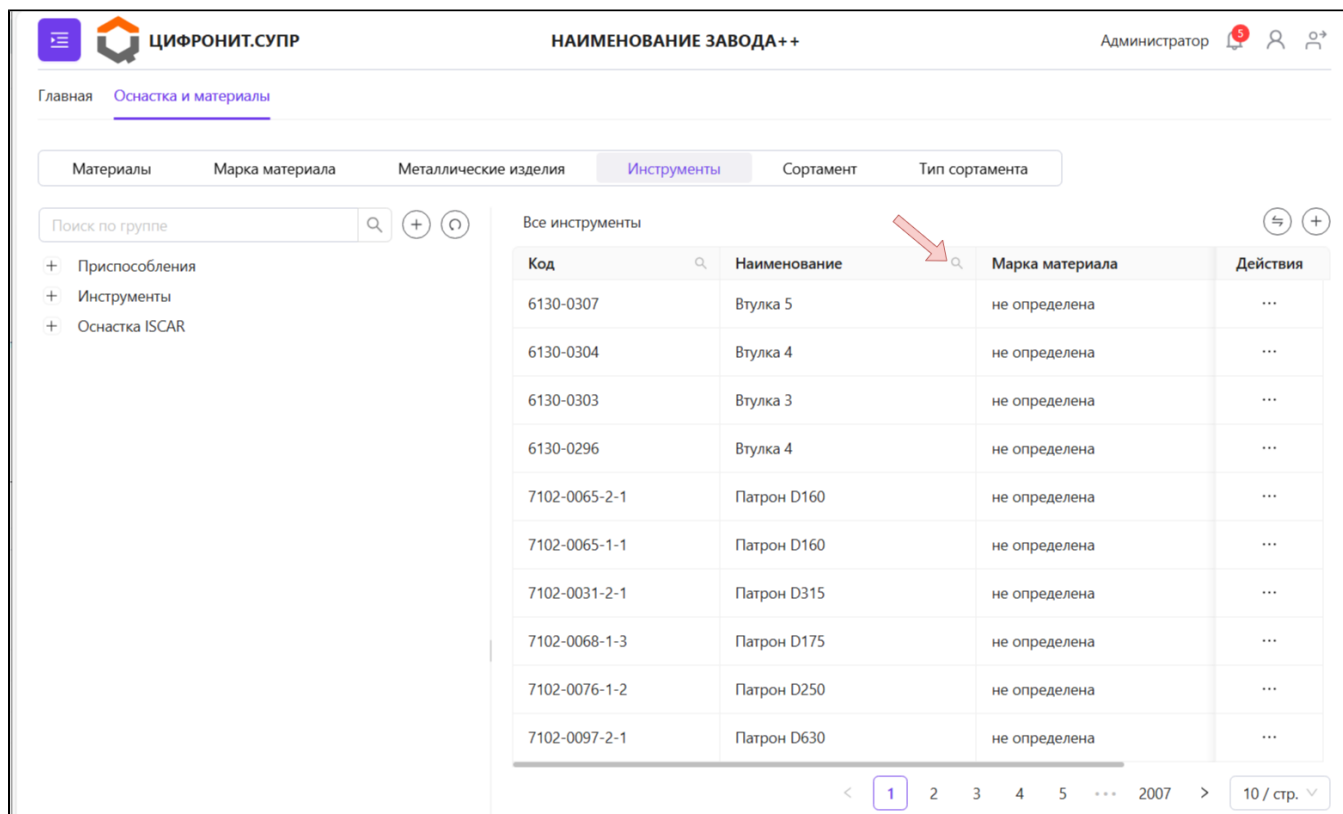 ЦИФРОНИТ.СУПР НАИМЕНОВАНИЕ ЗАВОДА++ Администратор 5
Главная Оснастка и материалы
Материалы Марка материала Металлические изделия Инструменты Сортамент Тип сортамента
Поиск по группе
Приспособления
Инструменты
Оснастка ISCAR
Все инструменты
Код Наименование Марка материала Действия
6130-0307 Втулка 5 не определена ...
6130-0304 Втулка 4 не определена ...
6130-0303 Втулка 3 не определена ...
6130-0296 Втулка 4 не определена ...
7102-0065-2-1 Патрон D160 не определена ...
7102-0065-1-1 Патрон D160 не определена ...
7102-0031-2-1 Патрон D315 не определена ...
7102-0068-1-3 Патрон D175 не определена ...
7102-0076-1-2 Патрон D250 не определена ...
7102-0097-2-1 Патрон D630 не определена ...
< 1 2 3 4 5 ••• 2007 > 10 / стр.